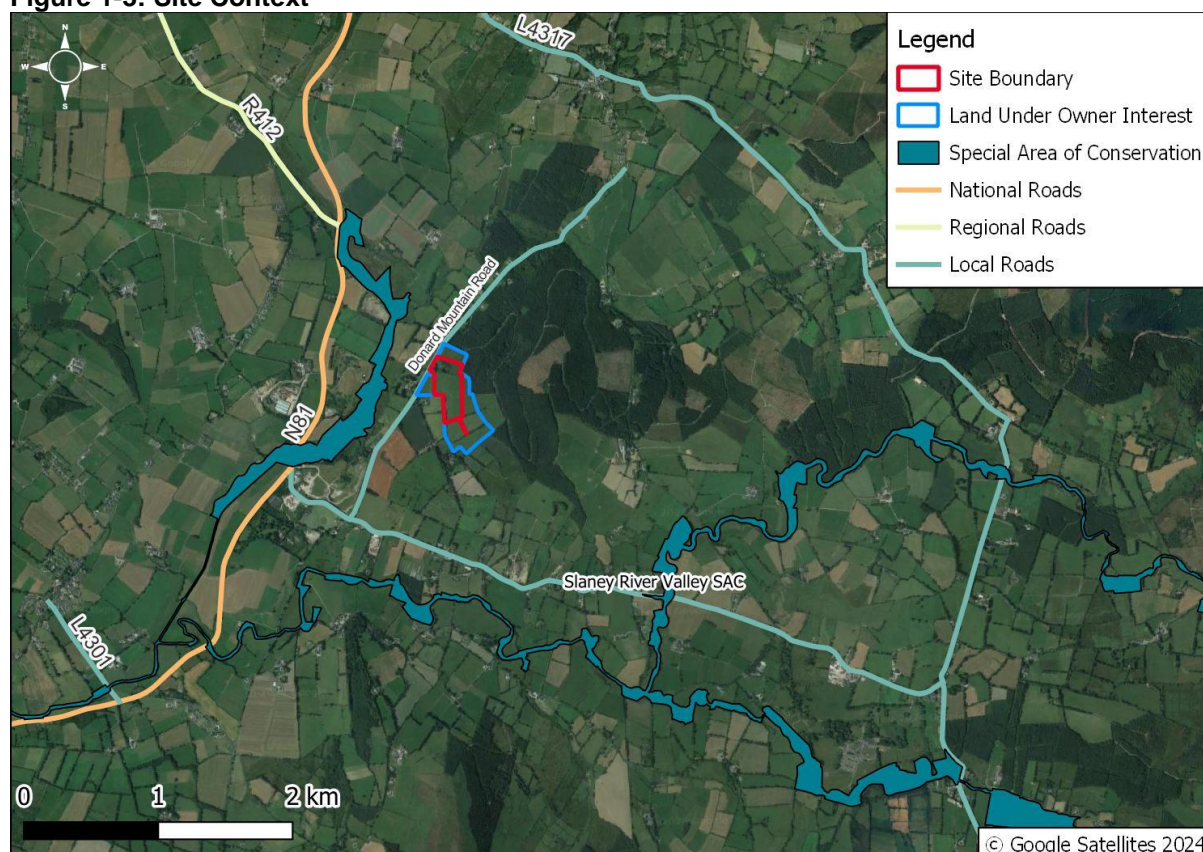 Figure 1-3: Site Context
N
W E
S
L4317
R412
Legend
Site Boundary
Land Under Owner Interest
Special Area of Conservation
National Roads
Regional Roads
Local Roads
Donard Mountain Road
N81
Slaney River Valley SAC
L4301
0 1 2 km
© Google Satellites 2024